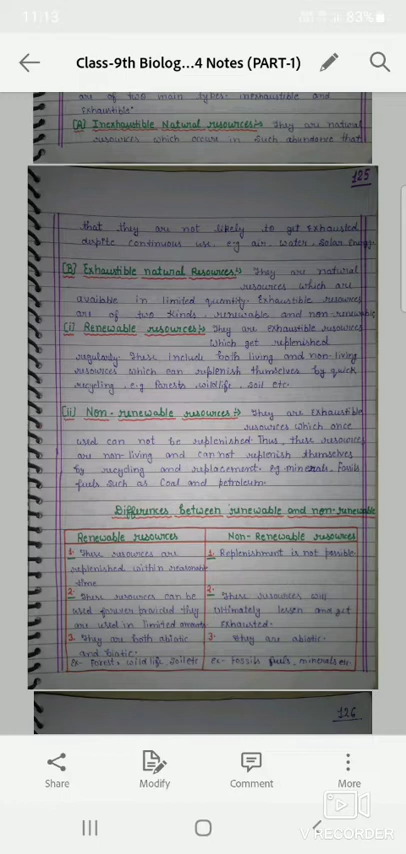 11:13
83%
Class-9th Biolog...4 Notes (PART-1)
are of two main types. inexhaustible and
Exhaustible"
[A] Inexhaustible Natural resources:- They are natural
resources which occure in such abundance that
125
that they are not likely to get exhausted
despite continuous use. e.g air, water, Solar Energy
[B] Exhaustible natural Resources:- They are natural
resources which are
available in limited quantity. Exhaustible resources
are of two kinds, renewable and non-renewable
(i) Renewable resources:- They are exhaustible resources
which get replenished
regularly. These include both living and non-living
resources which can replenish themselves by quick
recycling, e.g Forests, wildlife, soil etc.
(ii) Non-renewable resources:- They are exhaustible
resources which once
used can not be replenished. Thus, these resources
are non-living and can not replenish themselves
by recycling and replacement. eg minerals. Fossils
fuels such as Coal and petroleum.
Differences between renewable and non-renewable
Renewable resources
Non-Renewable resources
1. These resources are
replenished within reasonable
time.
1. Replenishment is not possible
2. These resources can be
used forever provided they
are used in limited amounts
2. These resources will
ultimately lessen and get
exhausted.
3. They are both abiotic
and biotic.
3. They are abiotic.
Ex- Forest, wildlife, soil etc
ex- Fossils fuels, minerals etc.
126
Share
Modify
Comment
More
V RECORDER